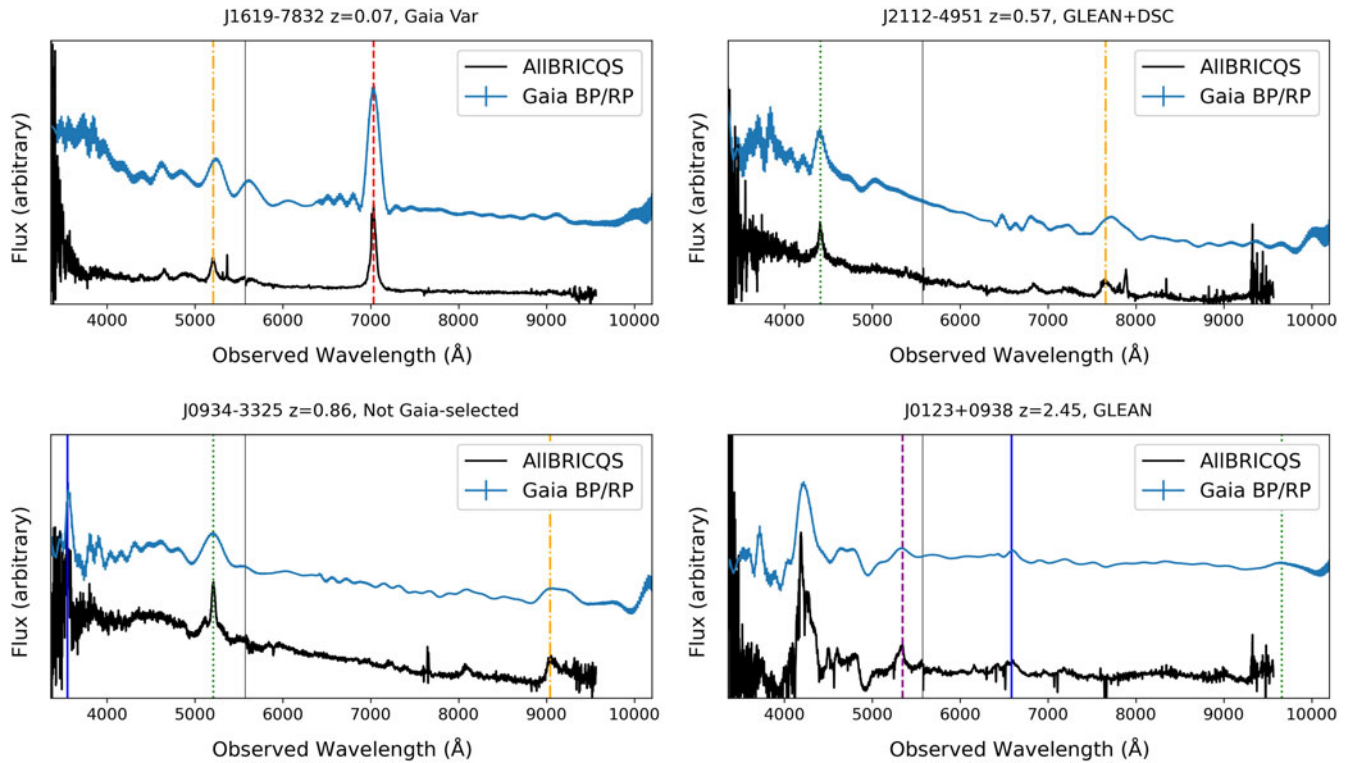 J1619-7832 z=0.07, Gaia Var
AllBRICQS
Gaia BP/RP
Flux (arbitrary)
4000 5000 6000 7000 8000 9000 10000
Observed Wavelength (Å)
J2112-4951 z=0.57, GLEAN+DSC
AllBRICQS
Gaia BP/RP
Flux (arbitrary)
4000 5000 6000 7000 8000 9000 10000
Observed Wavelength (Å)
J0934-3325 z=0.86, Not Gaia-selected
AllBRICQS
Gaia BP/RP
Flux (arbitrary)
4000 5000 6000 7000 8000 9000 10000
Observed Wavelength (Å)
J0123+0938 z=2.45, GLEAN
AllBRICQS
Gaia BP/RP
Flux (arbitrary)
4000 5000 6000 7000 8000 9000 10000
Observed Wavelength (Å)